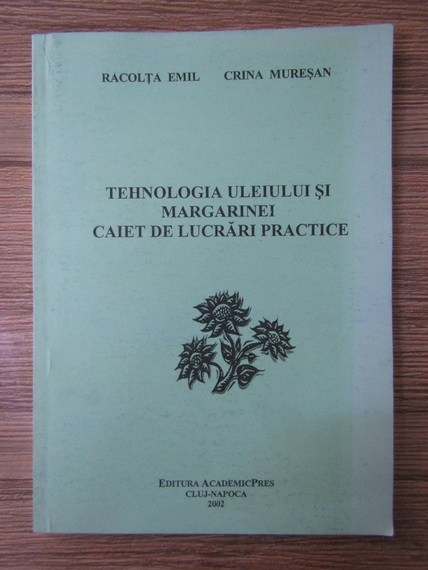 RACOLȚA EMIL CRINA MUREȘAN
TEHNOLOGIA ULEIULUI ȘI
MARGARINEI
CAIET DE LUCRĂRI PRACTICE
EDITURA ACADEMICPRES
CLUJ-NAPOCA
2002